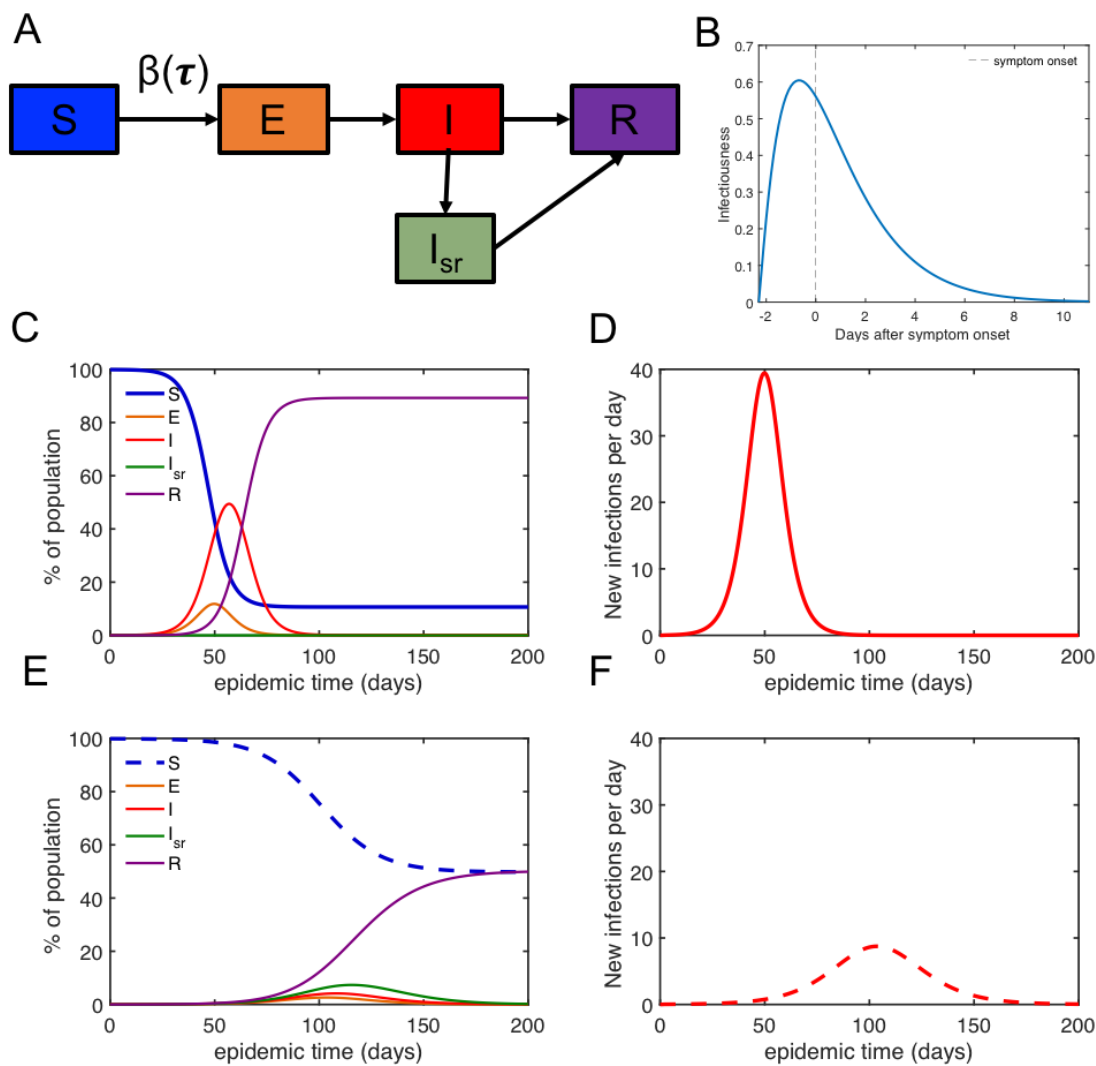 A
β(τ)
S
E
I
R
I sr
B
0.7
0.6
0.5
0.4
0.3
0.2
0.1
0
Infectiousness
symptom onset
-2 0 2 4 6 8 10
Days after symptom onset
C
100
80
60
40
20
0
% of population
S
E
I
I sr
R
0 50 100 150 200
epidemic time (days)
D
40
30
20
10
0
New infections per day
0 50 100 150 200
epidemic time (days)
E
100
80
60
40
20
0
% of population
S
E
I
I sr
R
0 50 100 150 200
epidemic time (days)
F
40
30
20
10
0
New infections per day
0 50 100 150 200
epidemic time (days)